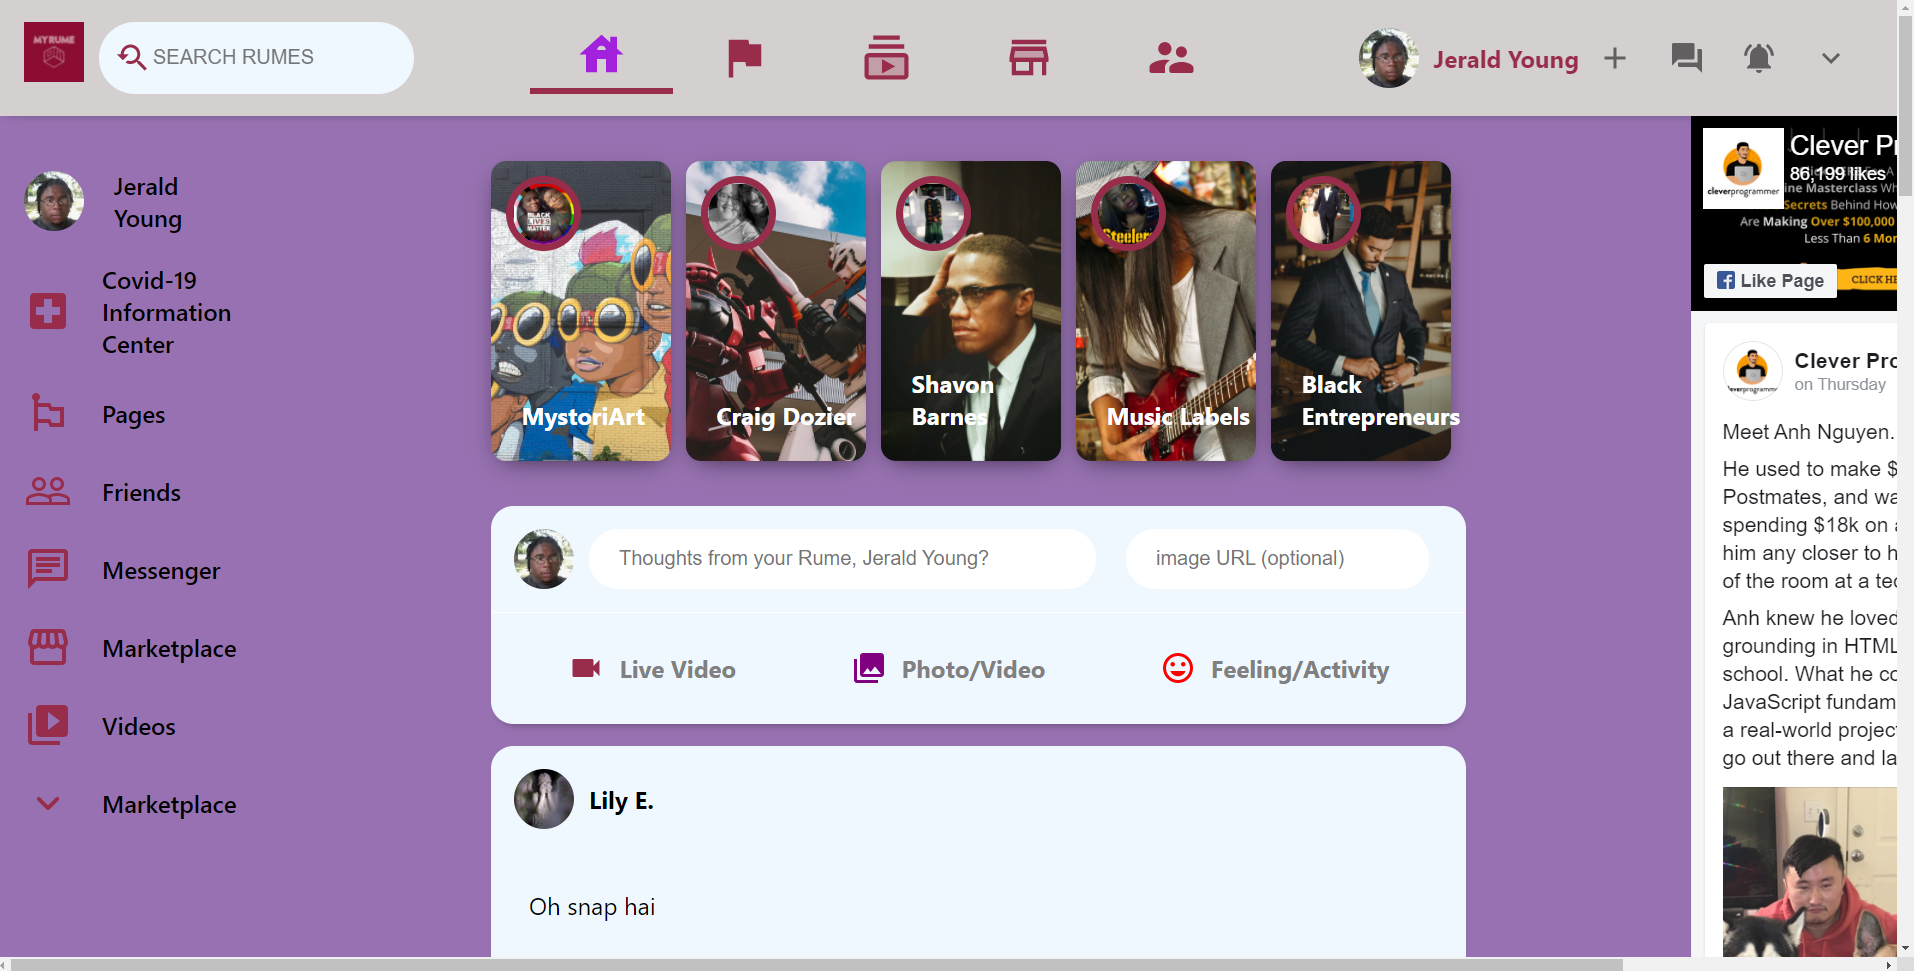 MYRUME
SEARCH RUMES
Jerald Young
Jerald
Young
Covid-19
Information
Center
Pages
Friends
Messenger
Marketplace
Videos
Marketplace
BLACK
LIVES
MATTER
MystoriArt
Craig Dozier
Shavon
Barnes
Steelers
Music Labels
Black
Entrepreneurs
Thoughts from your Rume, Jerald Young?
image URL (optional)
Live Video
Photo/Video
Feeling/Activity
Lily E.
Oh snap hai
cleverprogrammer
Clever Pr
86,199 likes
ine Masterclass Wh
Secrets Behind How
Are Making Over $100,000
Less Than 6 Mon
Like Page
CLICK HE
Clever Pro
on Thursday
Meet Anh Nguyen.
He used to make $
Postmates, and wa
spending $18k on a
him any closer to h
of the room at a tec
Anh knew he loved
grounding in HTML
school. What he co
JavaScript fundam
a real-world projec
go out there and la